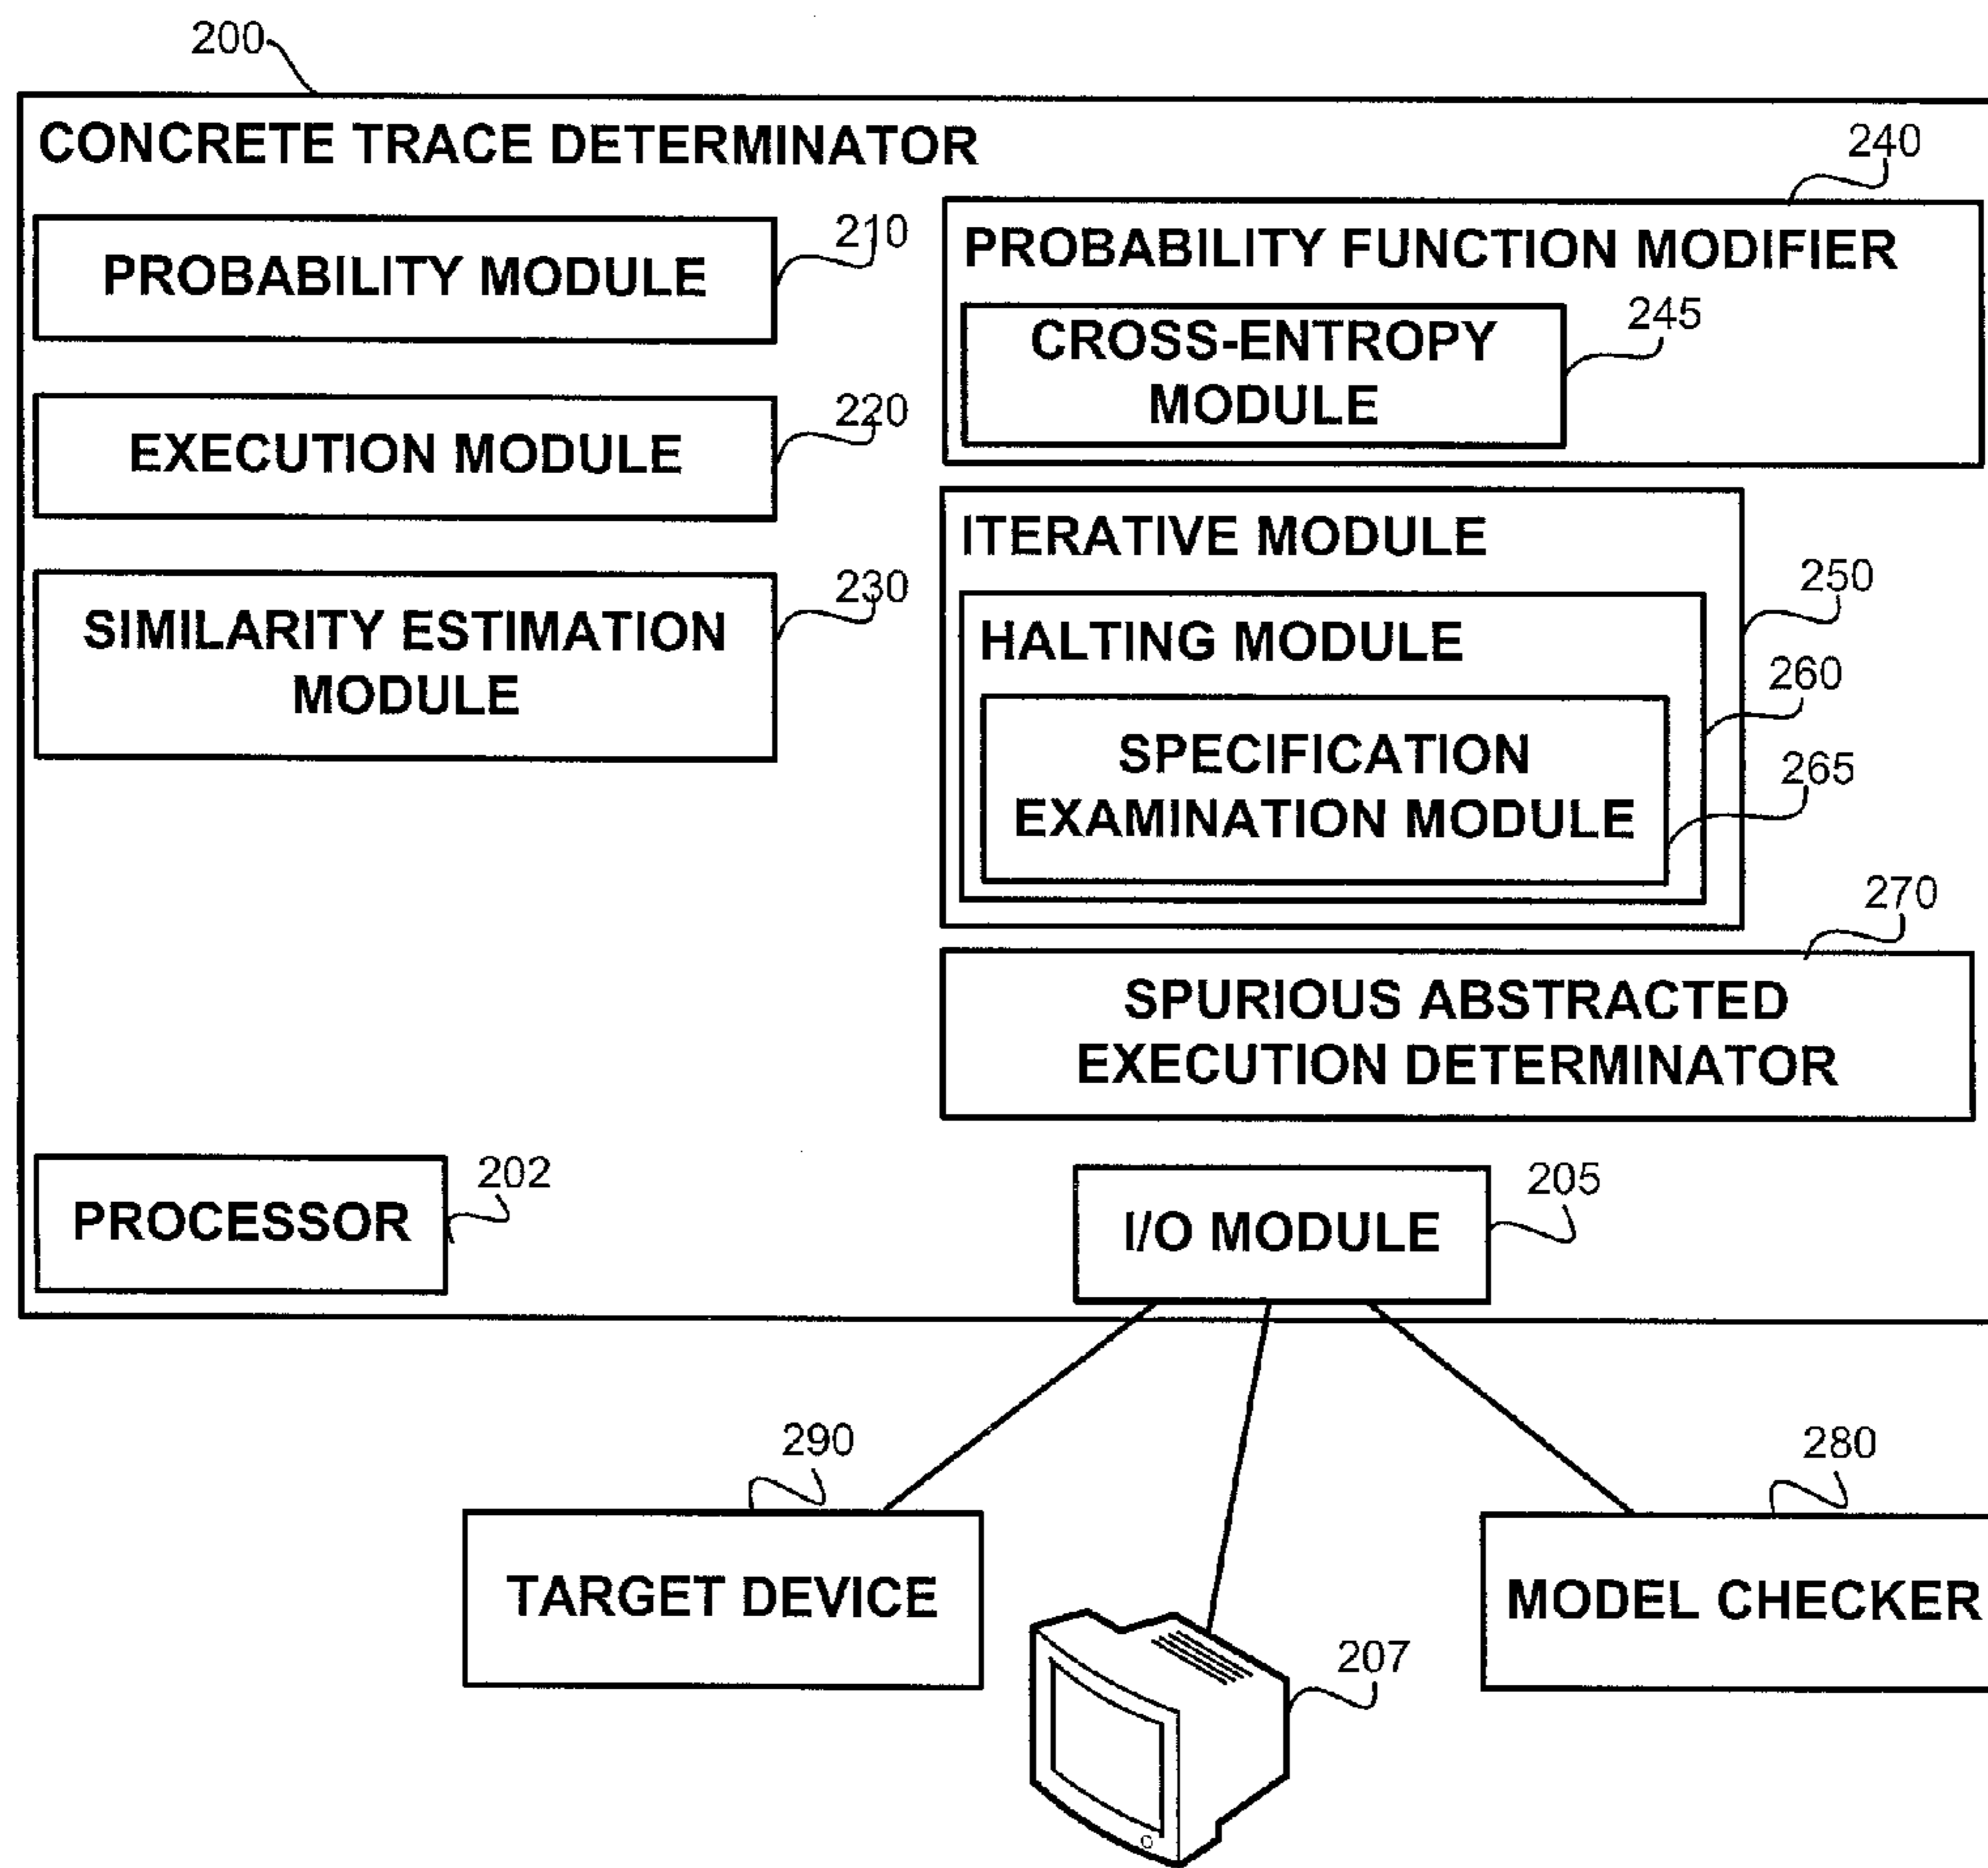 200
CONCRETE TRACE DETERMINATOR
PROBABILITY MODULE
210
EXECUTION MODULE
220
SIMILARITY ESTIMATION
MODULE
230
240
PROBABILITY FUNCTION MODIFIER
CROSS-ENTROPY
MODULE
245
ITERATIVE MODULE
250
HALTING MODULE
260
SPECIFICATION
EXAMINATION MODULE
265
270
SPURIOUS ABSTRACTED
EXECUTION DETERMINATOR
PROCESSOR
202
I/O MODULE
205
290
TARGET DEVICE
207
280
MODEL CHECKER